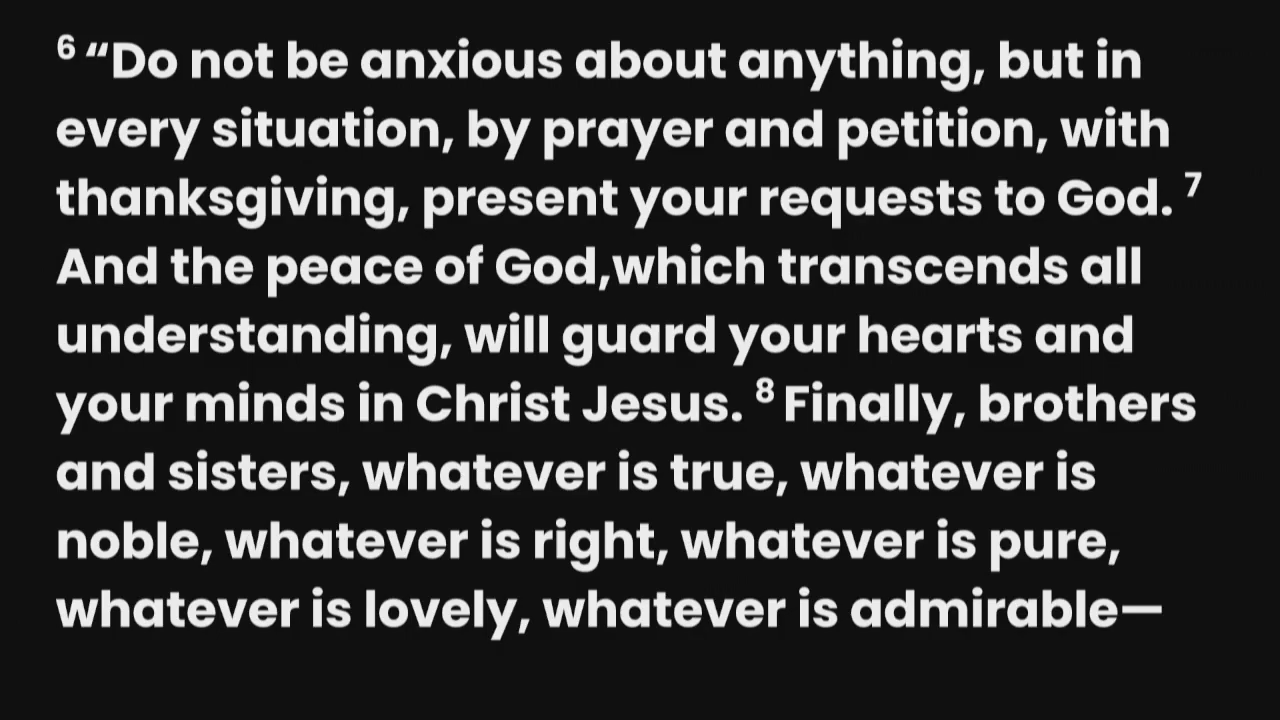 ⁶ “Do not be anxious about anything, but in
every situation, by prayer and petition, with
thanksgiving, present your requests to God. ⁷
And the peace of God,which transcends all
understanding, will guard your hearts and
your minds in Christ Jesus. ⁸ Finally, brothers
and sisters, whatever is true, whatever is
noble, whatever is right, whatever is pure,
whatever is lovely, whatever is admirable—